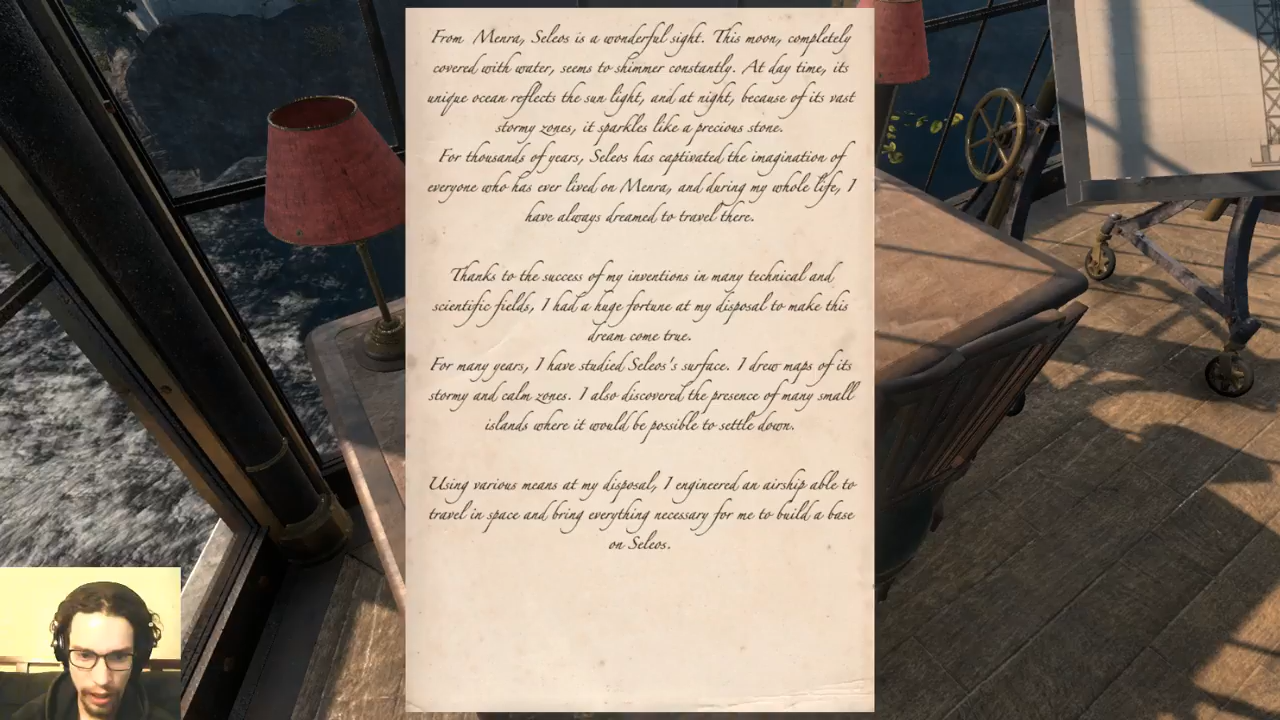 From Menra, Seleos is a wonderful sight. This moon, completely
covered with water, seems to shimmer constantly. At day time, its
unique ocean reflects the sun light, and at night, because of its vast
stormy zones, it sparkles like a precious stone.
For thousands of years, Seleos has captivated the imagination of
everyone who has ever lived on Menra, and during my whole life, I
have always dreamed to travel there.
Thanks to the success of my inventions in many technical and
scientific fields, I had a huge fortune at my disposal to make this
dream come true.
For many years, I have studied Seleos's surface. I drew maps of its
stormy and calm zones. I also discovered the presence of many small
islands where it would be possible to settle down.
Using various means at my disposal, I engineered an airship able to
travel in space and bring everything necessary for me to build a base
on Seleos.